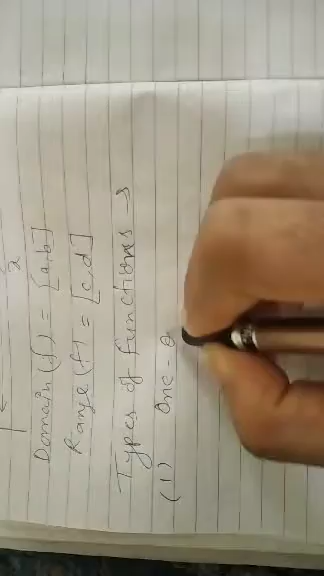 x
Domain (f) = [a,b]
Range (f) = [c,d]
Types of functions →
(1) One - o